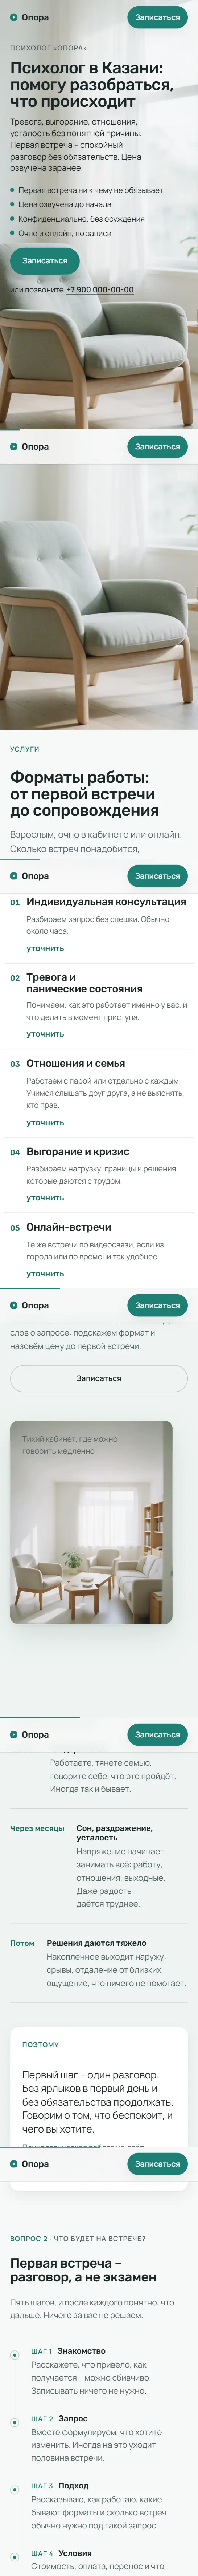 Опора
Записаться
ПСИХОЛОГ «ОПОРА»
Психолог в Казани:
помогу разобраться,
что происходит
Тревога, выгорание, отношения,
усталость без понятной причины.
Первая встреча – спокойный
разговор без обязательств. Цена
озвучена заранее.
Первая встреча ни к чему не обязывает
Цена озвучена до начала
Конфиденциально, без осуждения
Очно и онлайн, по записи
Записаться
или позвоните +7 900 000-00-00
Опора
Записаться
УСЛУГИ
Форматы работы:
от первой встречи
до сопровождения
Взрослым, очно в кабинете или онлайн.
Сколько встреч понадобится,
Опора
Записаться
01 Индивидуальная консультация
Разбираем запрос без спешки. Обычно
около часа.
уточнить
02 Тревога и
панические состояния
Понимаем, как это работает именно у вас, и
что делать в момент приступа.
уточнить
03 Отношения и семья
Работаем с парой или отдельно с каждым.
Учимся слышать друг друга, а не выяснять,
кто прав.
уточнить
04 Выгорание и кризис
Разбираем нагрузку, границы и решения,
которые даются с трудом.
уточнить
05 Онлайн-встречи
Те же встречи по видеосвязи, если из
города или по времени так удобнее.
уточнить
Опора
Записаться
слов о запросе: подскажем формат и
назовём цену до первой встречи.
Записаться
Тихий кабинет, где можно
говорить медленно
Опора
Записаться
Работаете, тянете семью,
говорите себе, что это пройдёт.
Иногда так и бывает.
Через месяцы Сон, раздражение,
усталость
Напряжение начинает
занимать всё: работу,
отношения, выходные.
Даже радость
даётся труднее.
Потом Решения даются тяжело
Накопленное выходит наружу:
срывы, отдаление от близких,
ощущение, что ничего не помогает.
ПОЭТОМУ
Первый шаг – один разговор.
Без ярлыков в первый день и
без обязательства продолжать.
Говорим о том, что беспокоит, и
чего вы хотите.
Опора
Записаться
ВОПРОС 2 · ЧТО БУДЕТ НА ВСТРЕЧЕ?
Первая встреча –
разговор, а не экзамен
Пять шагов, и после каждого понятно, что
дальше. Ничего за вас не решаем.
ШАГ 1 Знакомство
Расскажете, что привело, как
получается – можно сбивчиво.
Записывать ничего не нужно.
ШАГ 2 Запрос
Вместе формулируем, что хотите
изменить. Иногда на это уходит
половина встречи.
ШАГ 3 Подход
Рассказываю, как работаю, какие
бывают форматы и сколько встреч
обычно нужно под такой запрос.
ШАГ 4 Условия
Стоимость, оплата, перенос и что